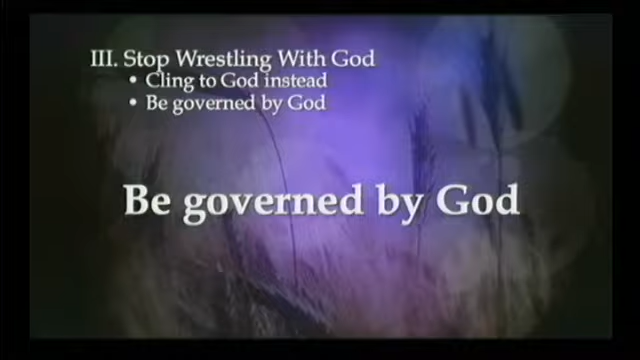 III. Stop Wrestling With God
• Cling to God instead
• Be governed by God
Be governed by God